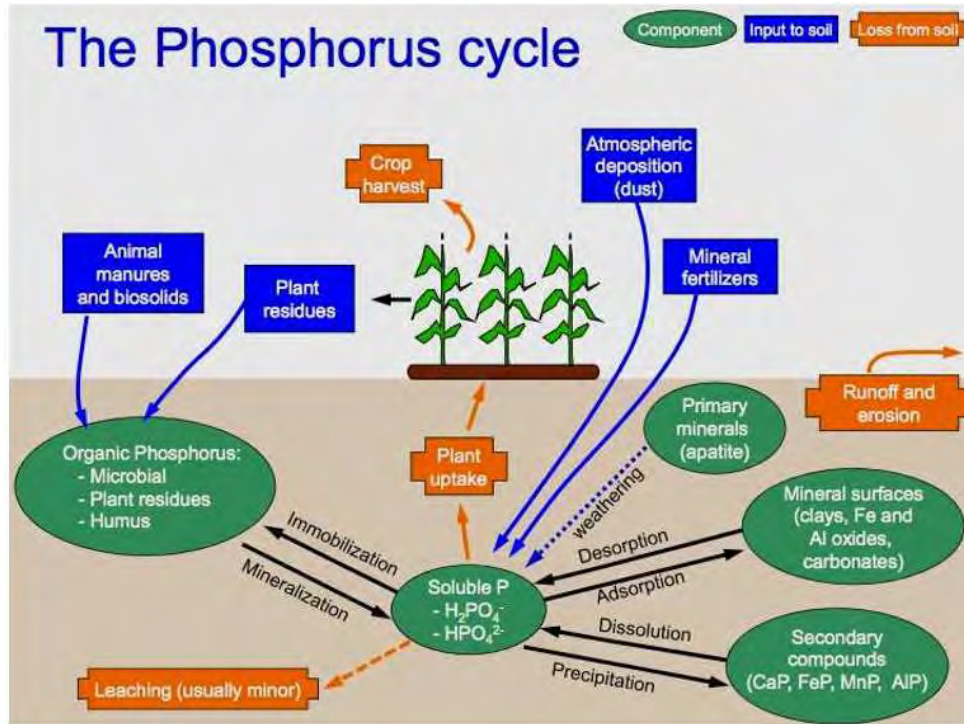 The Phosphorus cycle
Component
Input to soil
Loss from soil
Crop
harvest
Atmospheric
deposition
(dust)
Animal
manures
and biosolids
Plant
residues
Mineral
fertilizers
Runoff and
erosion
Primary
minerals
(apatite)
Organic Phosphorus:
- Microbial
- Plant residues
- Humus
Plant
uptake
weathering
Mineral surfaces
(clays, Fe and
Al oxides,
carbonates)
Immobilization
Mineralization
Desorption
Adsorption
Soluble P
- H₂PO₄⁻
- HPO₄²⁻
Dissolution
Precipitation
Secondary
compounds
(CaP, FeP, MnP, AlP)
Leaching (usually minor)